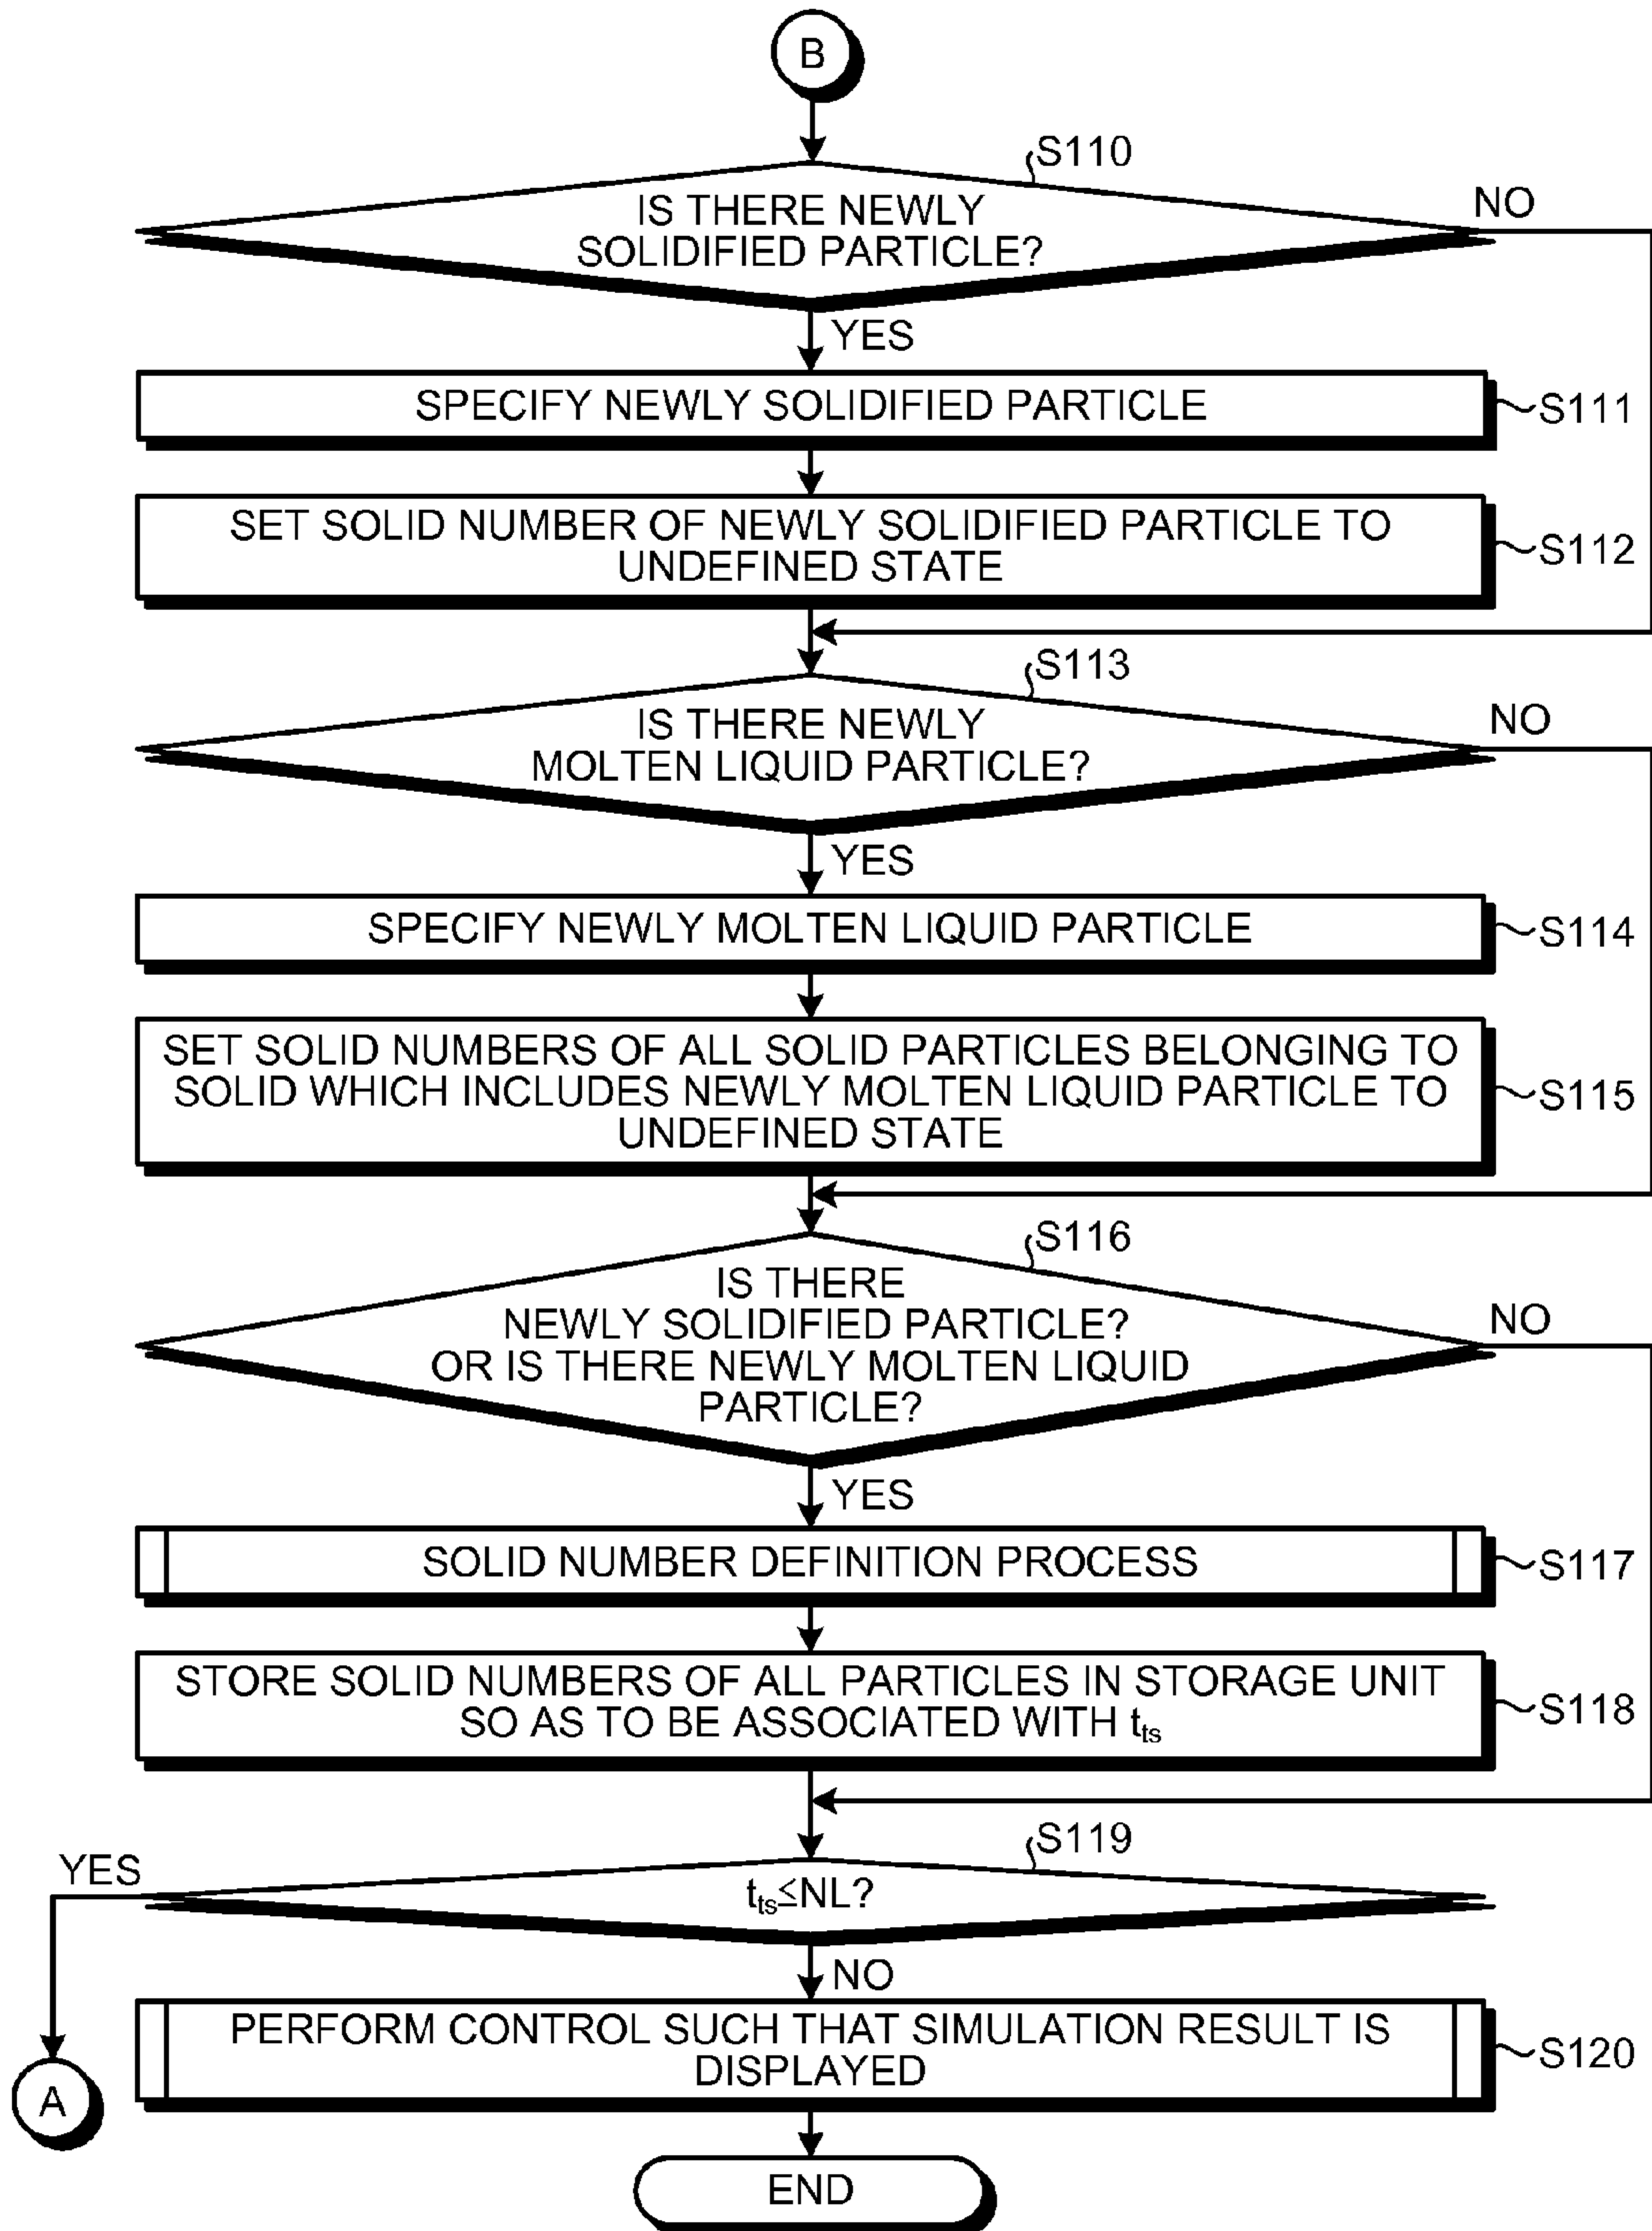 B
S110
IS THERE NEWLY
SOLIDIFIED PARTICLE?
NO
YES
SPECIFY NEWLY SOLIDIFIED PARTICLE
S111
SET SOLID NUMBER OF NEWLY SOLIDIFIED PARTICLE TO
UNDEFINED STATE
S112
S113
IS THERE NEWLY
MOLTEN LIQUID PARTICLE?
NO
YES
SPECIFY NEWLY MOLTEN LIQUID PARTICLE
S114
SET SOLID NUMBERS OF ALL SOLID PARTICLES BELONGING TO
SOLID WHICH INCLUDES NEWLY MOLTEN LIQUID PARTICLE TO
UNDEFINED STATE
S115
S116
IS THERE
NEWLY SOLIDIFIED PARTICLE?
OR IS THERE NEWLY MOLTEN LIQUID
PARTICLE?
NO
YES
SOLID NUMBER DEFINITION PROCESS
S117
STORE SOLID NUMBERS OF ALL PARTICLES IN STORAGE UNIT
SO AS TO BE ASSOCIATED WITH tts
S118
S119
YES
tts≤NL?
NO
PERFORM CONTROL SUCH THAT SIMULATION RESULT IS
DISPLAYED
S120
A
END